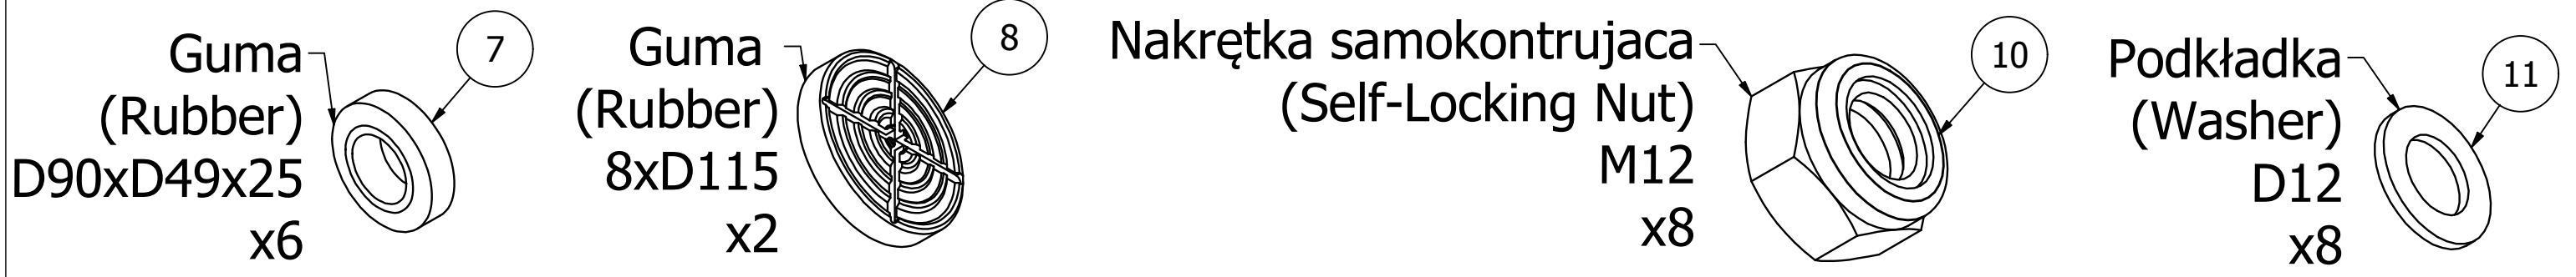 Guma
(Rubber)
D90xD49x25
x6
7
Guma
(Rubber)
8xD115
x2
8
Nakrętka samokontrujaca
(Self-Locking Nut)
M12
x8
10
Podkładka
(Washer)
D12
x8
11